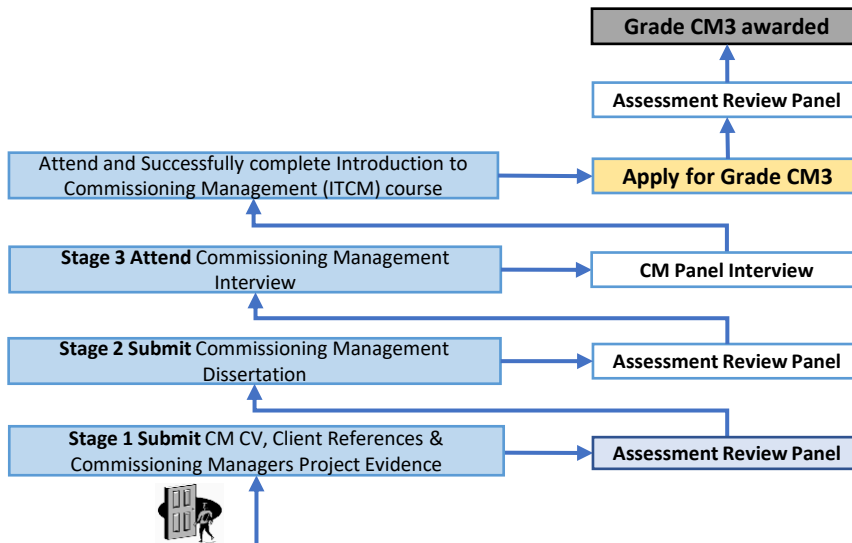 Grade CM3 awarded
Assessment Review Panel
Attend and Successfully complete Introduction to
Commissioning Management (ITCM) course
Apply for Grade CM3
Stage 3 Attend Commissioning Management
Interview
CM Panel Interview
Stage 2 Submit Commissioning Management
Dissertation
Assessment Review Panel
Stage 1 Submit CM CV, Client References &
Commissioning Managers Project Evidence
Assessment Review Panel